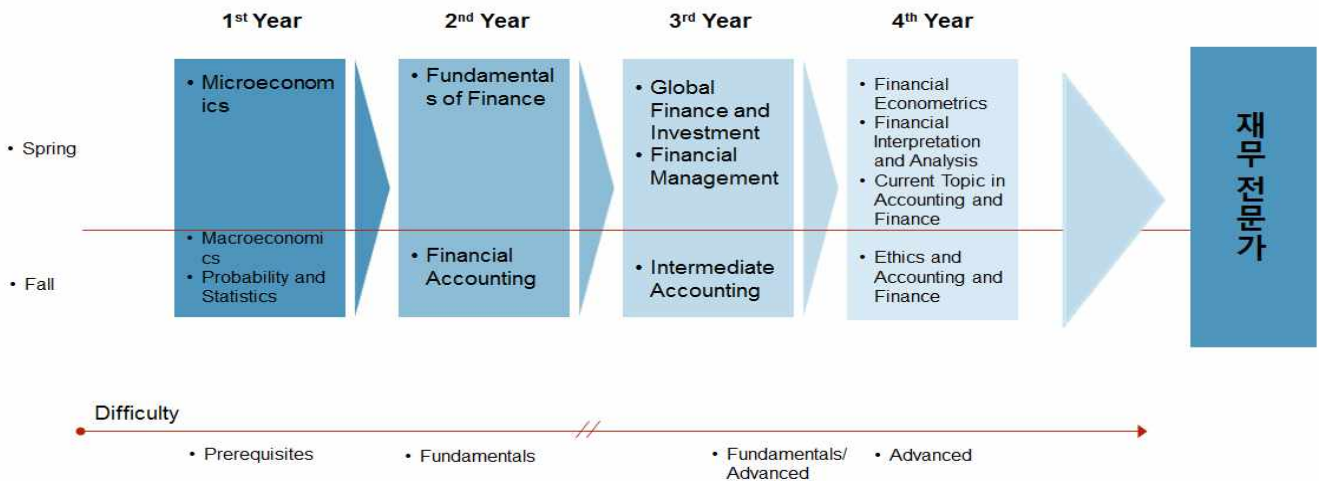 1st Year
2nd Year
3rd Year
4th Year
• Spring
• Microeconom
ics
• Fundamental
s of Finance
• Global
Finance and
Investment
• Financial
Management
• Financial
Econometrics
• Financial
Interpretation
and Analysis
• Current Topic in
Accounting and
Finance
• Fall
• Macroeconomi
cs
• Probability and
Statistics
• Financial
Accounting
• Intermediate
Accounting
• Ethics and
Accounting and
Finance
재무 전문가
Difficulty
• Prerequisites
• Fundamentals
• Fundamentals/
Advanced
• Advanced